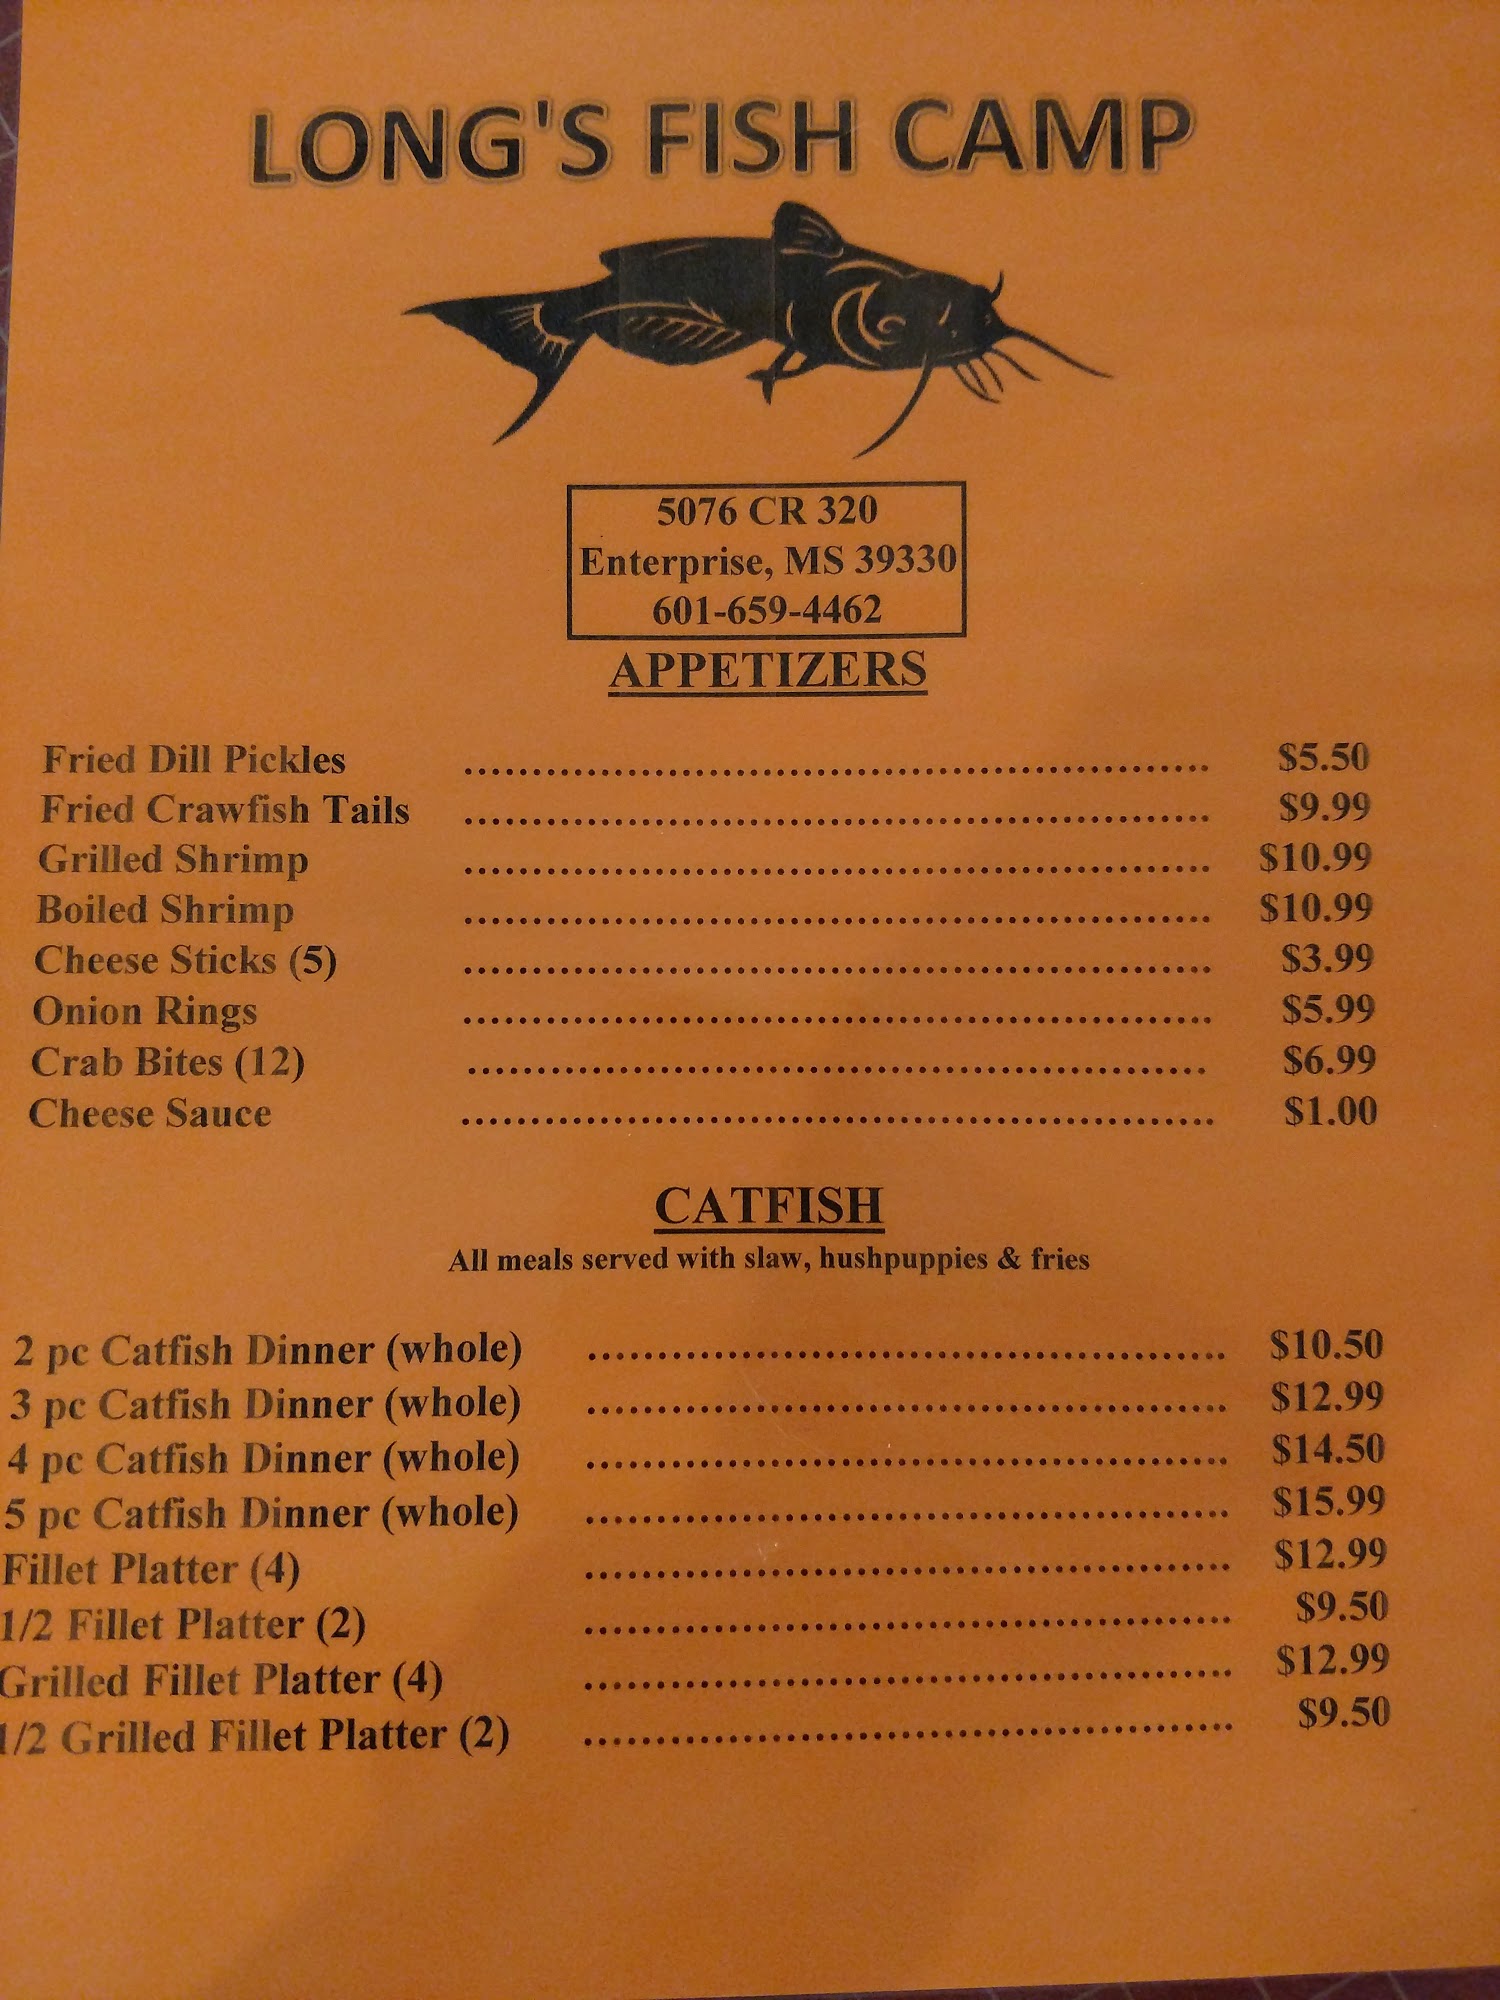 LONG'S FISH CAMP
5076 CR 320
Enterprise, MS 39330
601-659-4462
APPETIZERS
Fried Dill Pickles ........................................................ $5.50
Fried Crawfish Tails ........................................................ $9.99
Grilled Shrimp ........................................................ $10.99
Boiled Shrimp ........................................................ $10.99
Cheese Sticks (5) ........................................................ $3.99
Onion Rings ........................................................ $5.99
Crab Bites (12) ........................................................ $6.99
Cheese Sauce ........................................................ $1.00
CATFISH
All meals served with slaw, hushpuppies & fries
2 pc Catfish Dinner (whole) ................................................ $10.50
3 pc Catfish Dinner (whole) ................................................ $12.99
4 pc Catfish Dinner (whole) ................................................ $14.50
5 pc Catfish Dinner (whole) ................................................ $15.99
Fillet Platter (4) ................................................ $12.99
1/2 Fillet Platter (2) ................................................ $9.50
Grilled Fillet Platter (4) ................................................ $12.99
1/2 Grilled Fillet Platter (2) ................................................ $9.50